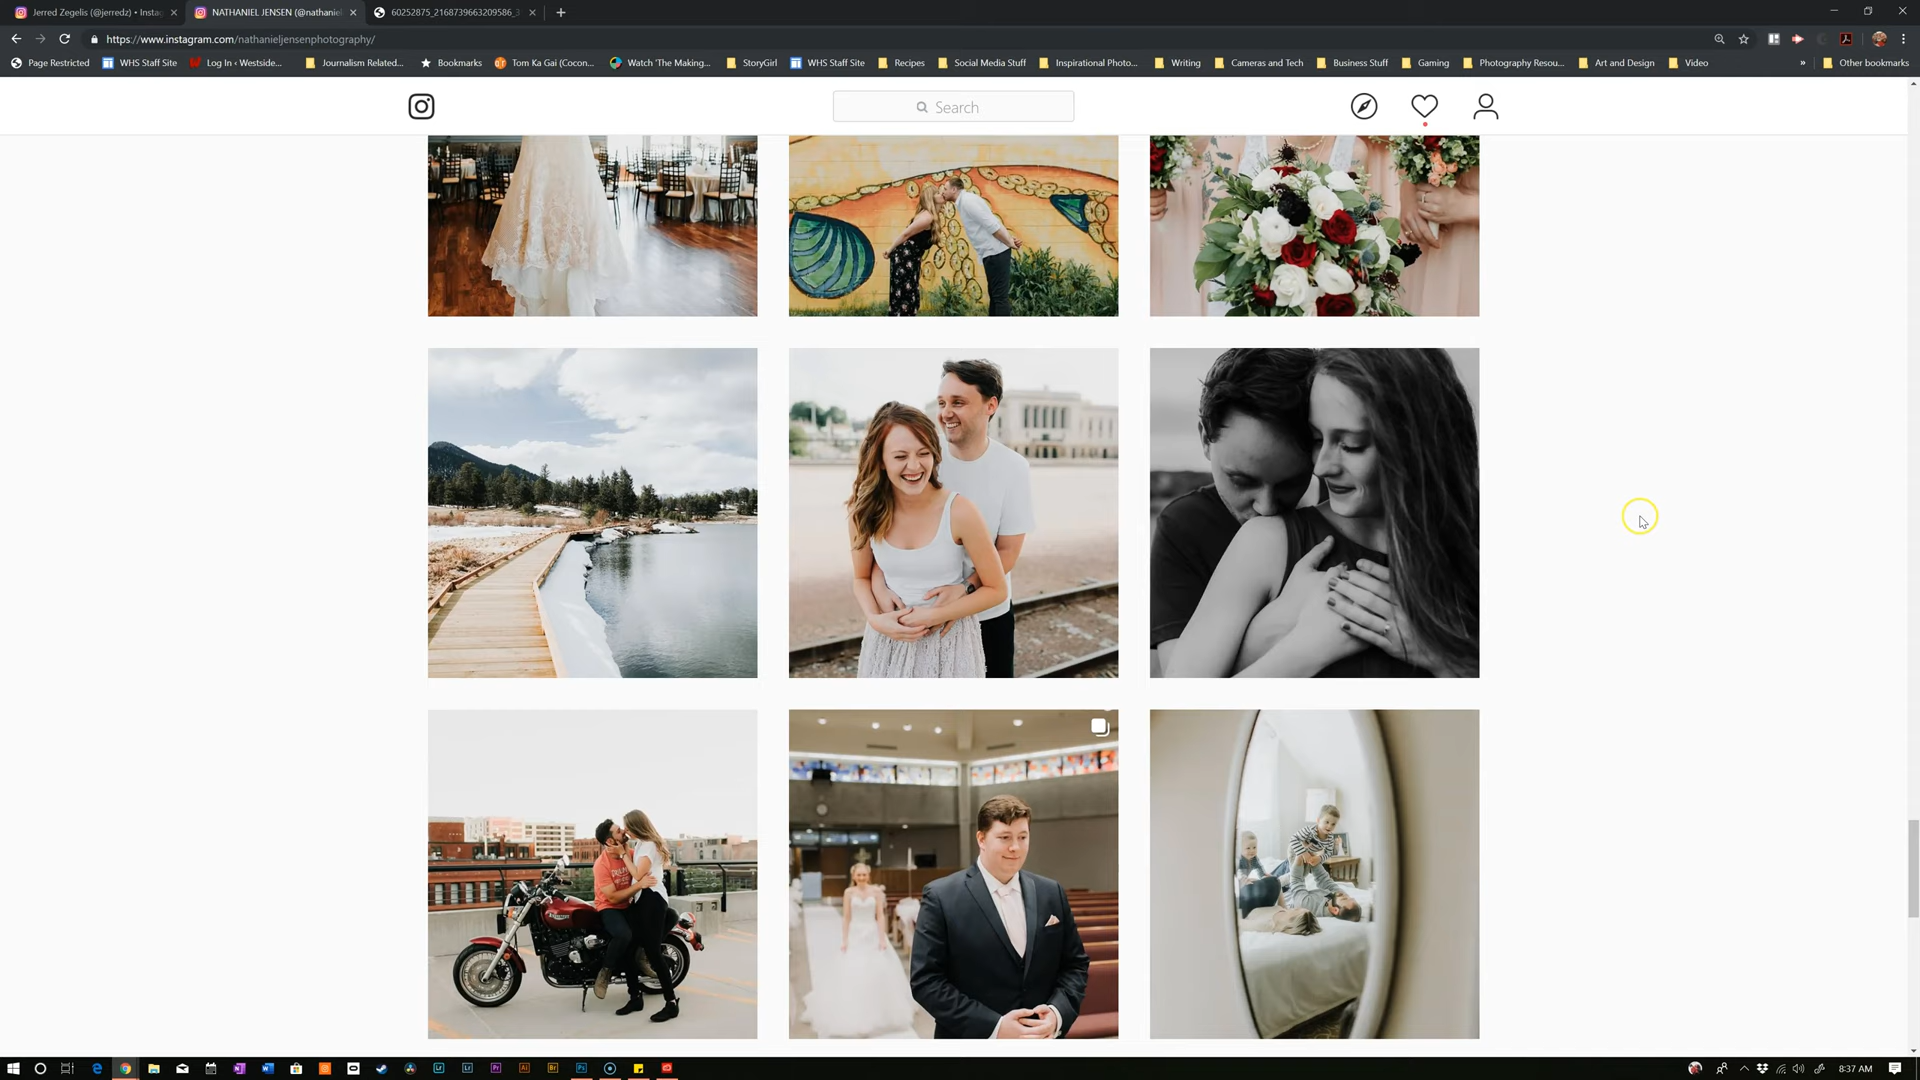 Jerred Zegelis (@jerredz) • Instag
NATHANIEL JENSEN (@nathaniel
60252875_2168739663209586_3
https://www.instagram.com/nathanieljensenphotography/
Page Restricted
WHS Staff Site
Log In ‹ Westside...
Journalism Related...
Bookmarks
Tom Ka Gai (Cocon...
Watch 'The Making...
StoryGirl
WHS Staff Site
Recipes
Social Media Stuff
Inspirational Photo...
Writing
Cameras and Tech
Business Stuff
Gaming
Photography Resou...
Art and Design
Video
»
Other bookmarks
Search
8:37 AM